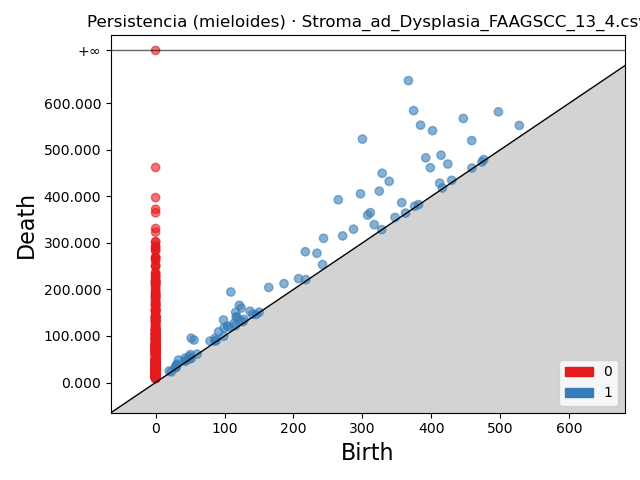 Persistencia (mieloides) · Stroma_ad_Dysplasia_FAAGSCC_13_4.csv
+∞
600.000
500.000
400.000
300.000
200.000
100.000
0.000
Death
0
1
0 100 200 300 400 500 600
Birth